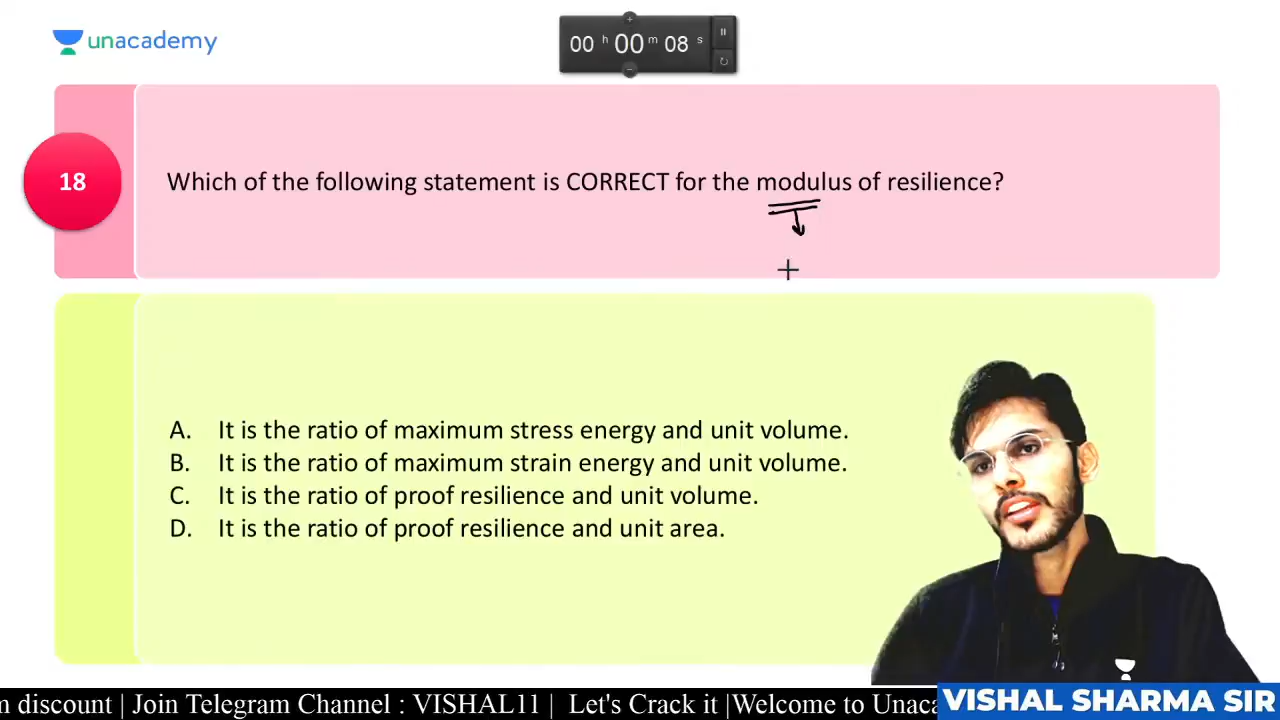 unacademy
00 h 00 m 08 s
18
Which of the following statement is CORRECT for the modulus of resilience?
A. It is the ratio of maximum stress energy and unit volume.
B. It is the ratio of maximum strain energy and unit volume.
C. It is the ratio of proof resilience and unit volume.
D. It is the ratio of proof resilience and unit area.
discount | Join Telegram Channel : VISHAL11 | Let's Crack it |Welcome to Unaca
VISHAL SHARMA SIR